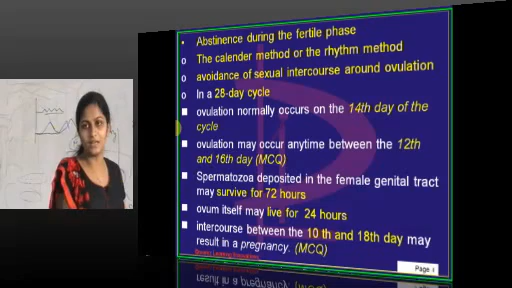 • Abstinence during the fertile phase
o The calender method or the rhythm method
o avoidance of sexual intercourse around ovulation
o In a 28-day cycle
■ ovulation normally occurs on the 14th day of the
cycle
■ ovulation may occur anytime between the 12th
and 16th day (MCQ)
■ Spermatozoa deposited in the female genital tract
may survive for 72 hours
■ ovum itself may live for 24 hours
■ intercourse between the 10 th and 18th day may
result in a pregnancy. (MCQ)
Page